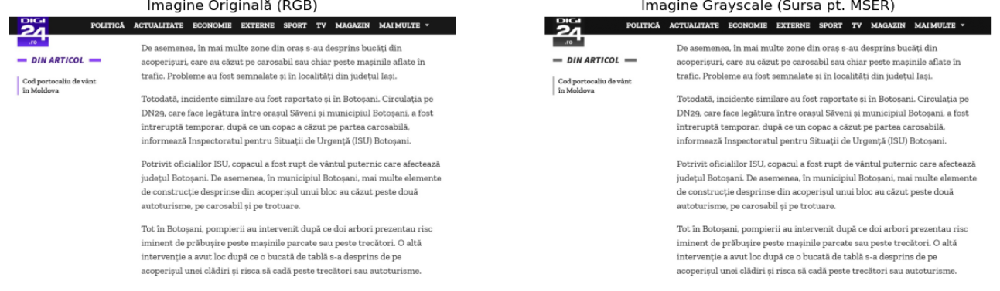 Imagine Originală (RGB)
DIGI
24
.ro
POLITICĂ ACTUALITATE ECONOMIE EXTERNE SPORT TV MAGAZIN MAI MULTE
DIN ARTICOL
Cod portocaliu de vânt
în Moldova
De asemenea, în mai multe zone din oraș s-au desprins bucăți din
acoperișuri, care au căzut pe carosabil sau chiar peste mașinile aflate în
trafic. Probleme au fost semnalate și în localități din județul Iași.
Totodată, incidente similare au fost raportate și în Botoșani. Circulația pe
DN29, care face legătura între orașul Săveni și municipiul Botoșani, a fost
întreruptă temporar, după ce un copac a căzut pe partea carosabilă,
informează Inspectoratul pentru Situații de Urgență (ISU) Botoșani.
Potrivit oficialilor ISU, copacul a fost rupt de vântul puternic care afectează
județul Botoșani. De asemenea, în municipiul Botoșani, mai multe elemente
de construcție desprinse din acoperișul unui bloc au căzut peste două
autoturisme, pe carosabil și pe trotuare.
Tot în Botoșani, pompierii au intervenit după ce doi arbori prezentau risc
iminent de prăbușire peste mașinile parcate sau peste trecători. O altă
intervenție a avut loc după ce o bucată de tablă s-a desprins de pe
acoperișul unei clădiri și risca să cadă peste trecători sau autoturisme.
Imagine Grayscale (Sursa pt. MSER)
DIGI
24
.ro
POLITICĂ ACTUALITATE ECONOMIE EXTERNE SPORT TV MAGAZIN MAI MULTE
DIN ARTICOL
Cod portocaliu de vânt
în Moldova
De asemenea, în mai multe zone din oraș s-au desprins bucăți din
acoperișuri, care au căzut pe carosabil sau chiar peste mașinile aflate în
trafic. Probleme au fost semnalate și în localități din județul Iași.
Totodată, incidente similare au fost raportate și în Botoșani. Circulația pe
DN29, care face legătura între orașul Săveni și municipiul Botoșani, a fost
întreruptă temporar, după ce un copac a căzut pe partea carosabilă,
informează Inspectoratul pentru Situații de Urgență (ISU) Botoșani.
Potrivit oficialilor ISU, copacul a fost rupt de vântul puternic care afectează
județul Botoșani. De asemenea, în municipiul Botoșani, mai multe elemente
de construcție desprinse din acoperișul unui bloc au căzut peste două
autoturisme, pe carosabil și pe trotuare.
Tot în Botoșani, pompierii au intervenit după ce doi arbori prezentau risc
iminent de prăbușire peste mașinile parcate sau peste trecători. O altă
intervenție a avut loc după ce o bucată de tablă s-a desprins de pe
acoperișul unei clădiri și risca să cadă peste trecători sau autoturisme.